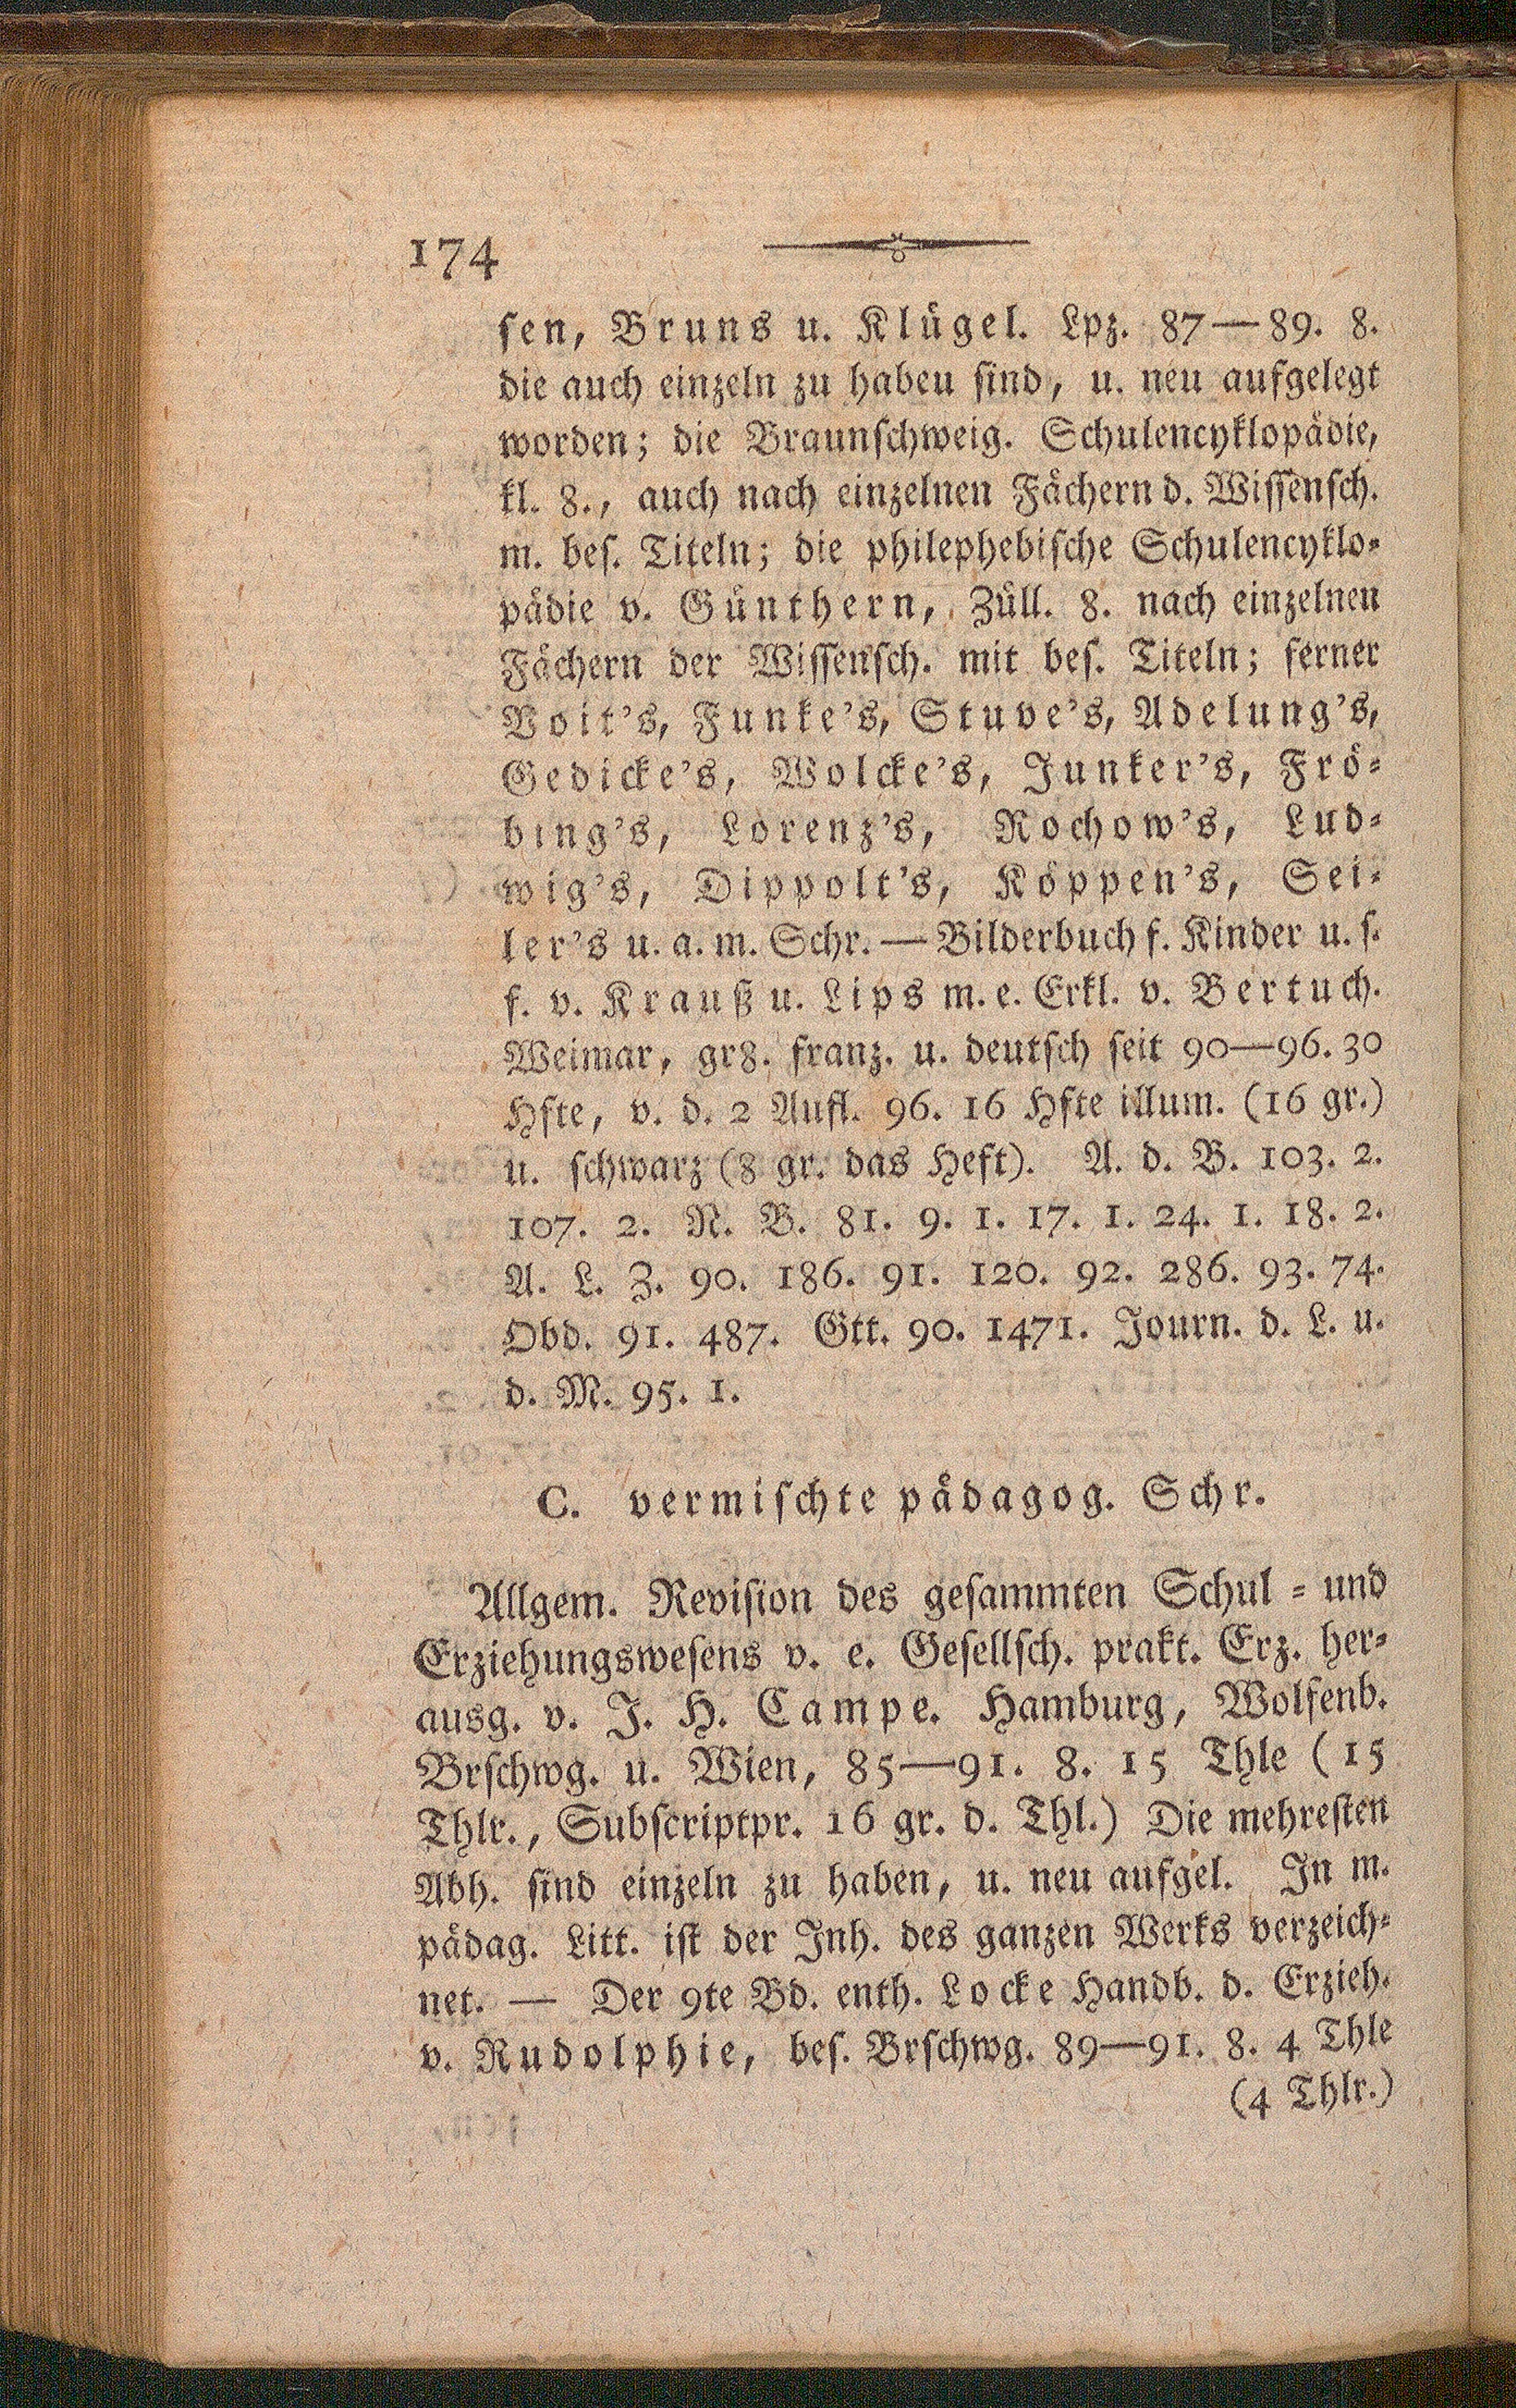 174
sen, Bruns u. Klügel. Lpz. 87—89. 8.
die auch einzeln zu habeu sind, u. neu aufgelegt
worden; die Braunschweig. Schulencyklopädie,
kl. 8., auch nach einzelnen Fächern d. Wissensch.
m. bes. Titeln; die philephebische Schulencyklo-
pädie v. Günthern, Züll. 8. nach einzelnen
Fächern der Wissensch. mit bes. Titeln; ferner
Voit's, Funke's, Stuve's, Adelung's,
Gedicke's, Wolcke's, Junker's, Frö-
bing's, Lorenz's, Rochow's, Lud-
wig's, Dippolt's, Köppen's, Sei-
ler's u. a. m. Schr. — Bilderbuch f. Kinder u. s.
f. v. Krauß u. Lips m. e. Erkl. v. Bertuch.
Weimar, gr8. franz. u. deutsch seit 90—96. 30
Hfte, v. d. 2 Aufl. 96. 16 Hfte illum. (16 gr.)
u. schwarz (8 gr. das Heft). A. d. B. 103. 2.
107. 2. N. B. 81. 9. 1. 17. 1. 24. 1. 18. 2.
A. L. Z. 90. 186. 91. 120. 92. 286. 93. 74.
Obd. 91. 487. Gtt. 90. 1471. Journ. d. L. u.
d. M. 95. 1.
C. vermischte pädagog. Schr.
Allgem. Revision des gesammten Schul- und
Erziehungswesens v. e. Gesellsch. prakt. Erz. her-
ausg. v. J. H. Campe. Hamburg, Wolfenb.
Brschwg. u. Wien, 85—91. 8. 15 Thle (15
Thlr., Subscriptpr. 16 gr. d. Thl.) Die mehresten
Abh. sind einzeln zu haben, u. neu aufgel. In m.
pädag. Litt. ist der Inh. des ganzen Werks verzeich-
net. — Der 9te Bd. enth. Locke Handb. d. Erzieh.
v. Rudolphie, bes. Brschwg. 89—91. 8. 4 Thle
(4 Thlr.)